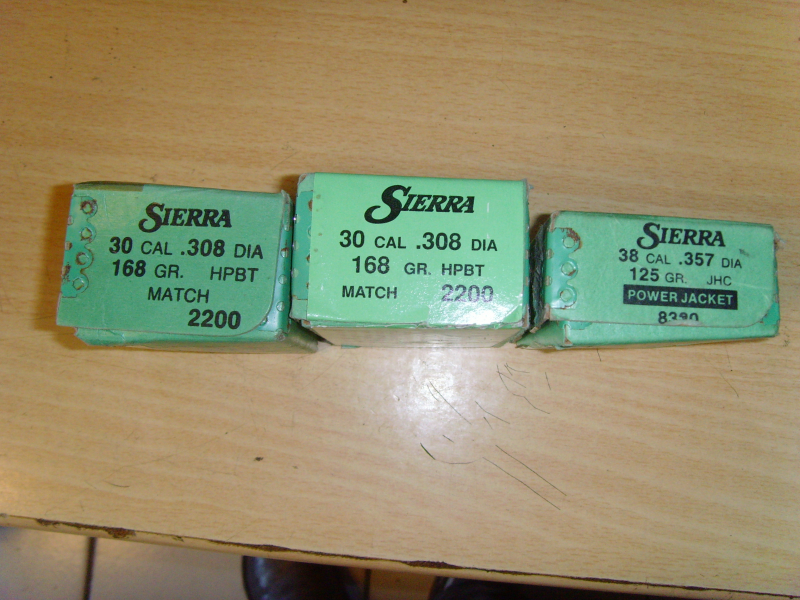 SIERRA
30 CAL .308 DIA
168 GR. HPBT
MATCH
2200
SIERRA
30 CAL .308 DIA
168 GR. HPBT
MATCH 2200
SIERRA
38 CAL .357 DIA
125 GR. JHC
POWER JACKET